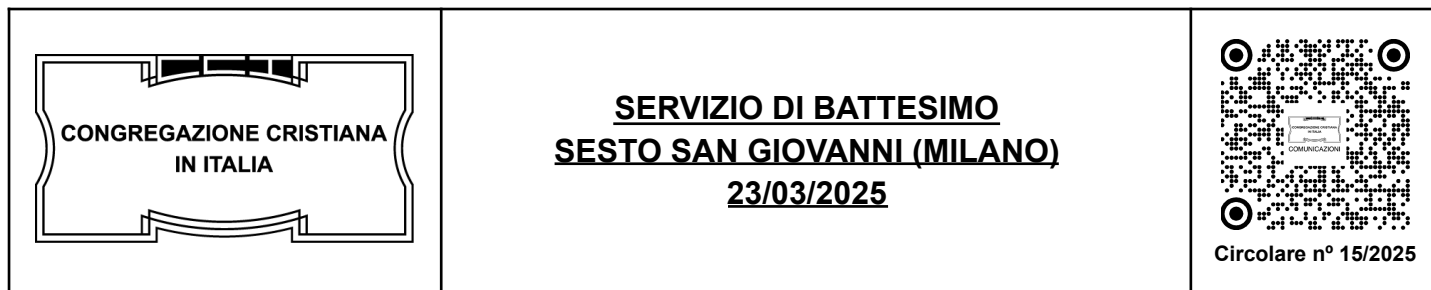 CONGREGAZIONE CRISTIANA
IN ITALIA
SERVIZIO DI BATTESIMO
SESTO SAN GIOVANNI (MILANO)
23/03/2025
CONGREGAZIONE CRISTIANA
IN ITALIA
COMUNICAZIONI
Circolare nº 15/2025